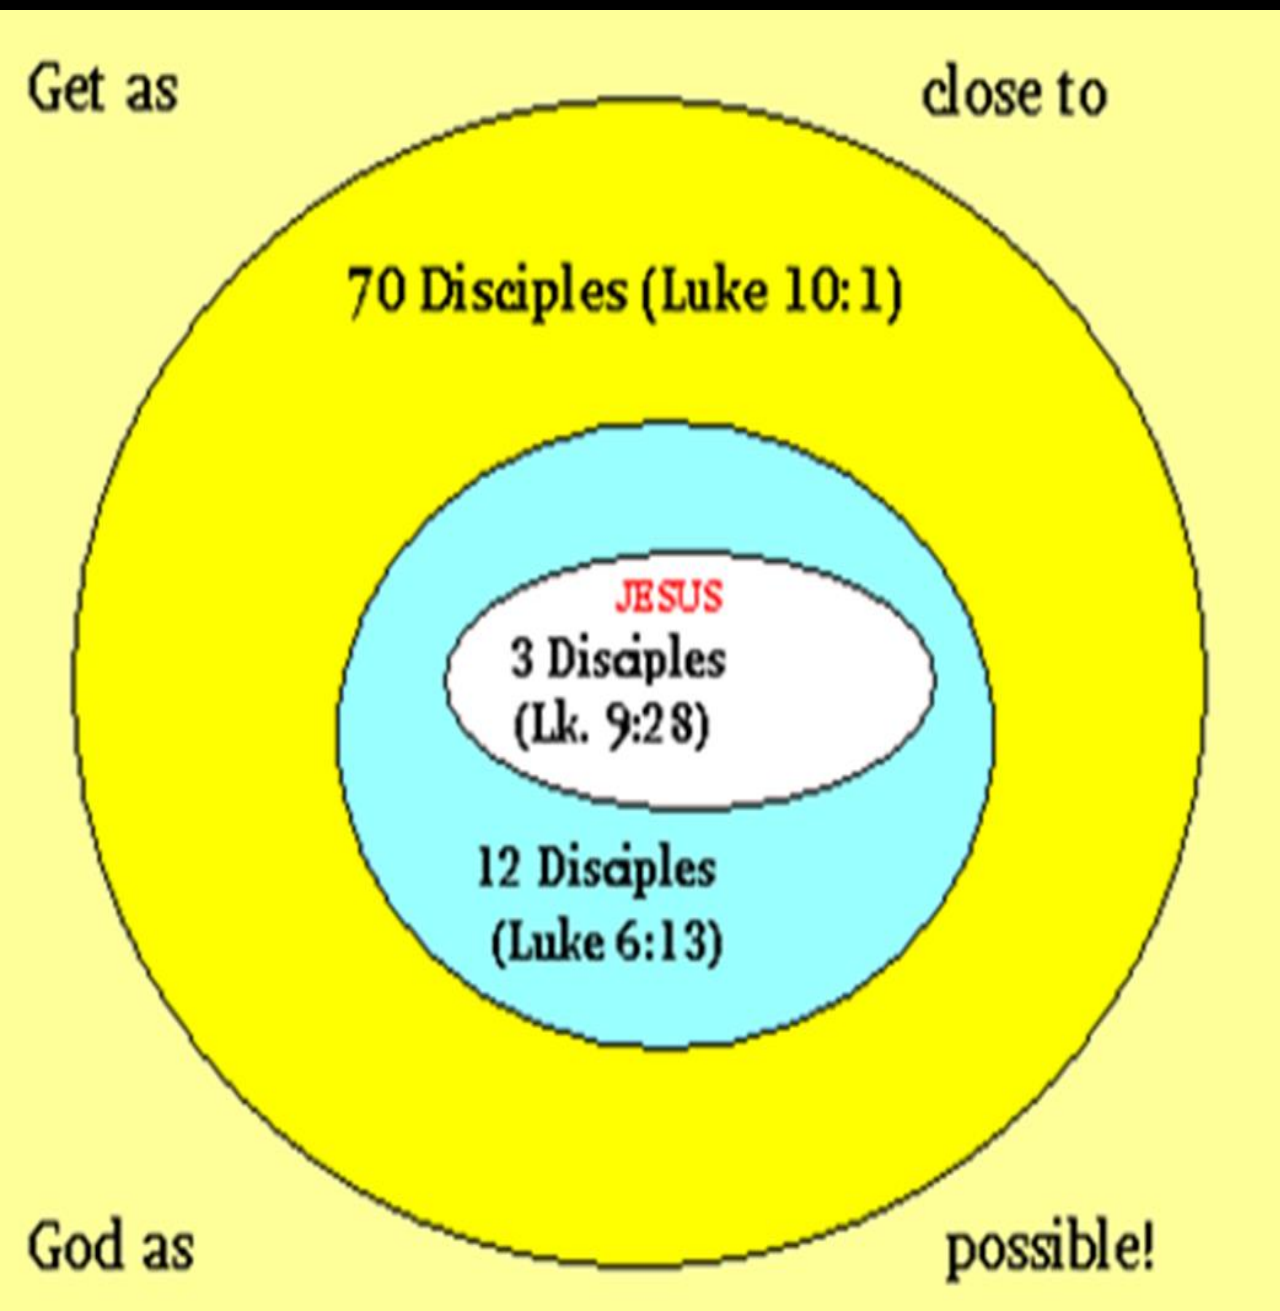 Get as close to
70 Disciples (Luke 10:1)
JESUS
3 Disciples
(Lk. 9:28)
12 Disciples
(Luke 6:13)
God as possible!